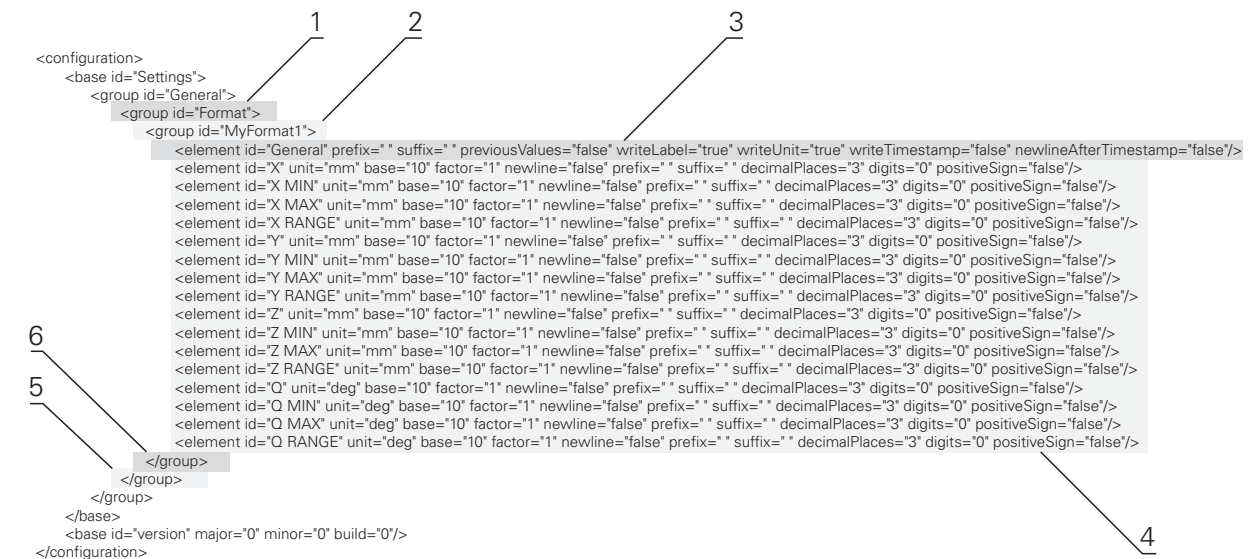 1 2 3
<configuration>
<base id="Settings">
<group id="General">
<group id="Format">
<group id="MyFormat1">
<element id="General" prefix=" " suffix=" " previousValues="false" writeLabel="true" writeUnit="true" writeTimestamp="false" newlineAfterTimestamp="false"/>
<element id="X" unit="mm" base="10" factor="1" newline="false" prefix=" " suffix=" " decimalPlaces="3" digits="0" positiveSign="false"/>
<element id="X MIN" unit="mm" base="10" factor="1" newline="false" prefix=" " suffix=" " decimalPlaces="3" digits="0" positiveSign="false"/>
<element id="X MAX" unit="mm" base="10" factor="1" newline="false" prefix=" " suffix=" " decimalPlaces="3" digits="0" positiveSign="false"/>
<element id="X RANGE" unit="mm" base="10" factor="1" newline="false" prefix=" " suffix=" " decimalPlaces="3" digits="0" positiveSign="false"/>
<element id="Y" unit="mm" base="10" factor="1" newline="false" prefix=" " suffix=" " decimalPlaces="3" digits="0" positiveSign="false"/>
<element id="Y MIN" unit="mm" base="10" factor="1" newline="false" prefix=" " suffix=" " decimalPlaces="3" digits="0" positiveSign="false"/>
<element id="Y MAX" unit="mm" base="10" factor="1" newline="false" prefix=" " suffix=" " decimalPlaces="3" digits="0" positiveSign="false"/>
<element id="Y RANGE" unit="mm" base="10" factor="1" newline="false" prefix=" " suffix=" " decimalPlaces="3" digits="0" positiveSign="false"/>
<element id="Z" unit="mm" base="10" factor="1" newline="false" prefix=" " suffix=" " decimalPlaces="3" digits="0" positiveSign="false"/>
<element id="Z MIN" unit="mm" base="10" factor="1" newline="false" prefix=" " suffix=" " decimalPlaces="3" digits="0" positiveSign="false"/>
6
<element id="Z MAX" unit="mm" base="10" factor="1" newline="false" prefix=" " suffix=" " decimalPlaces="3" digits="0" positiveSign="false"/>
<element id="Z RANGE" unit="mm" base="10" factor="1" newline="false" prefix=" " suffix=" " decimalPlaces="3" digits="0" positiveSign="false"/>
5
<element id="Q" unit="deg" base="10" factor="1" newline="false" prefix=" " suffix=" " decimalPlaces="3" digits="0" positiveSign="false"/>
<element id="Q MIN" unit="deg" base="10" factor="1" newline="false" prefix=" " suffix=" " decimalPlaces="3" digits="0" positiveSign="false"/>
<element id="Q MAX" unit="deg" base="10" factor="1" newline="false" prefix=" " suffix=" " decimalPlaces="3" digits="0" positiveSign="false"/>
<element id="Q RANGE" unit="deg" base="10" factor="1" newline="false" prefix=" " suffix=" " decimalPlaces="3" digits="0" positiveSign="false"/>
</group>
</group>
</group>
</base>
<base id="version" major="0" minor="0" build="0"/>
4
</configuration>